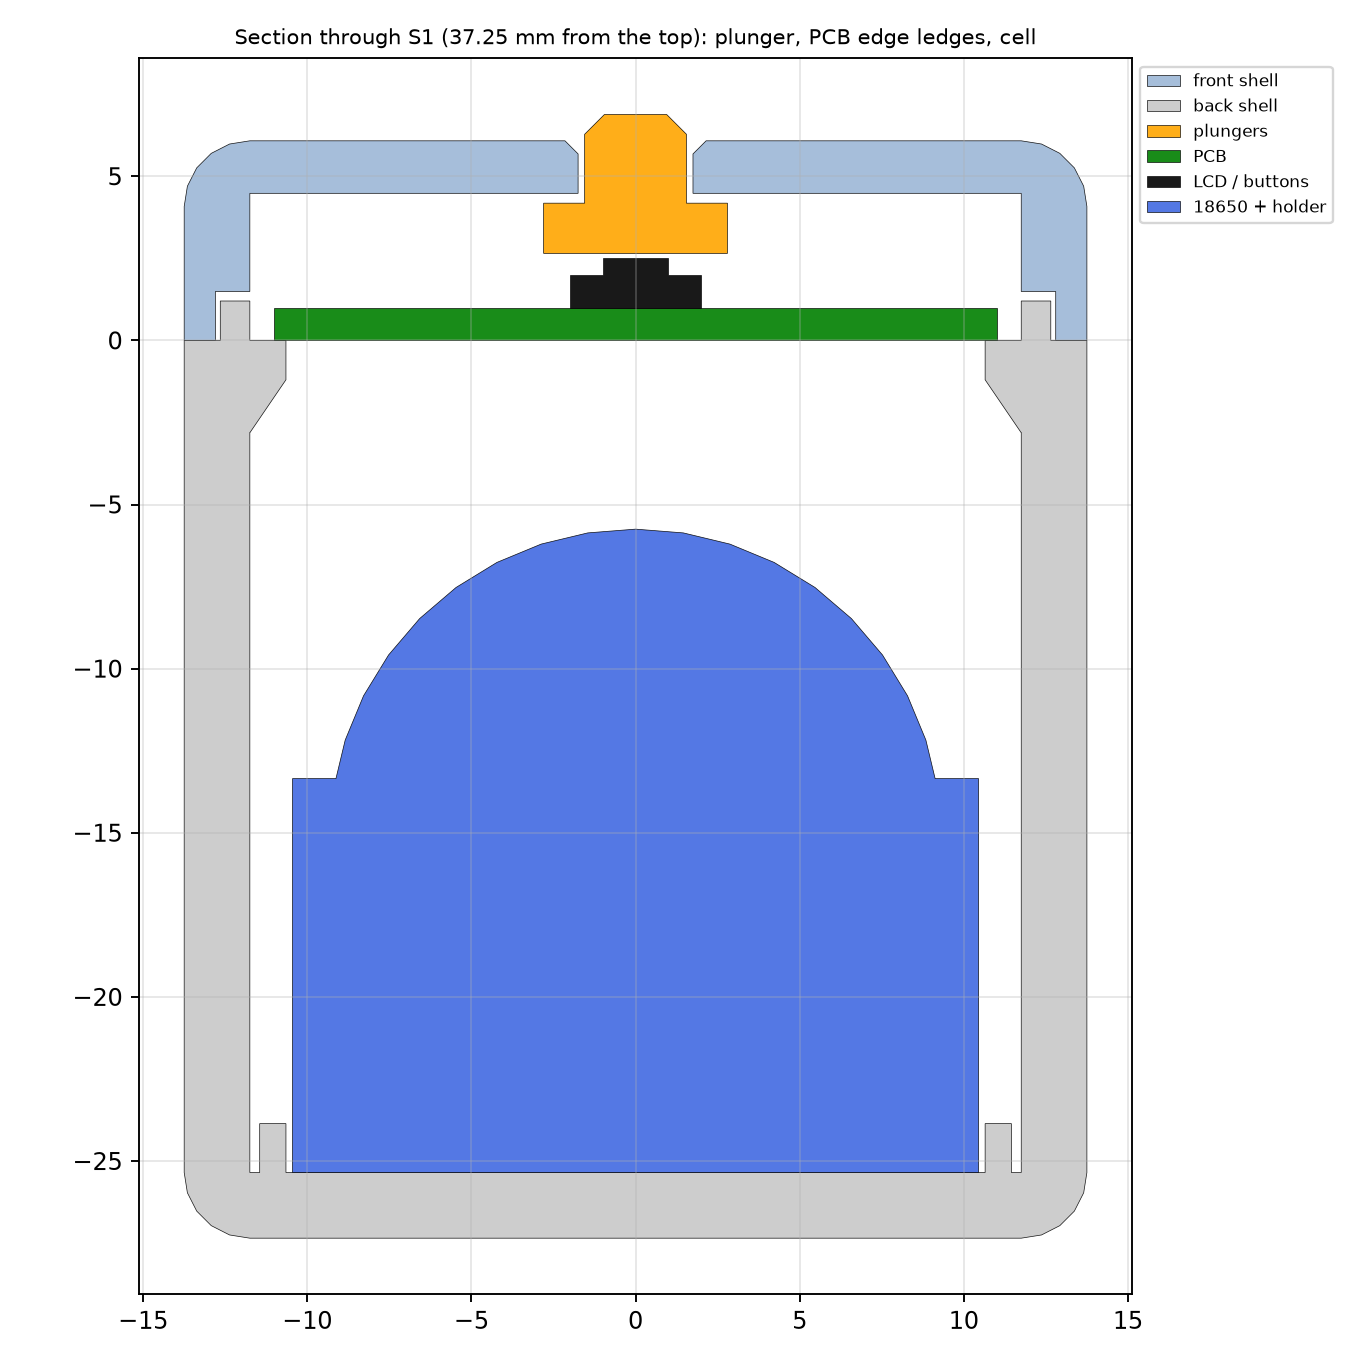 Section through S1 (37.25 mm from the top): plunger, PCB edge ledges, cell
front shell
back shell
plungers
PCB
LCD / buttons
18650 + holder
5
0
−5
−10
−15
−20
−25
−15 −10 −5 0 5 10 15